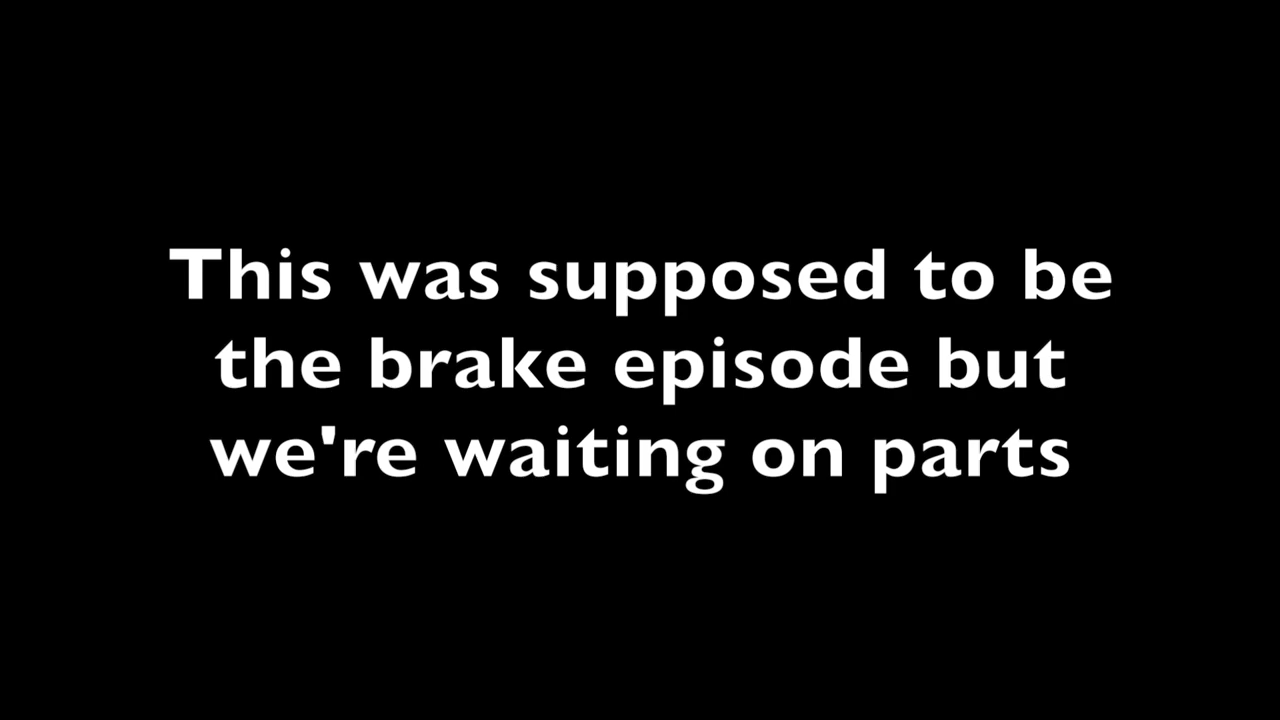 This was supposed to be
the brake episode but
we're waiting on parts